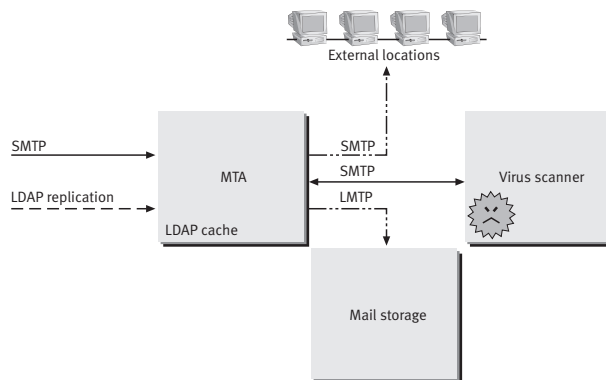 External locations
SMTP
SMTP
SMTP
MTA
Virus scanner
LDAP replication
LMTP
LDAP cache
Mail storage